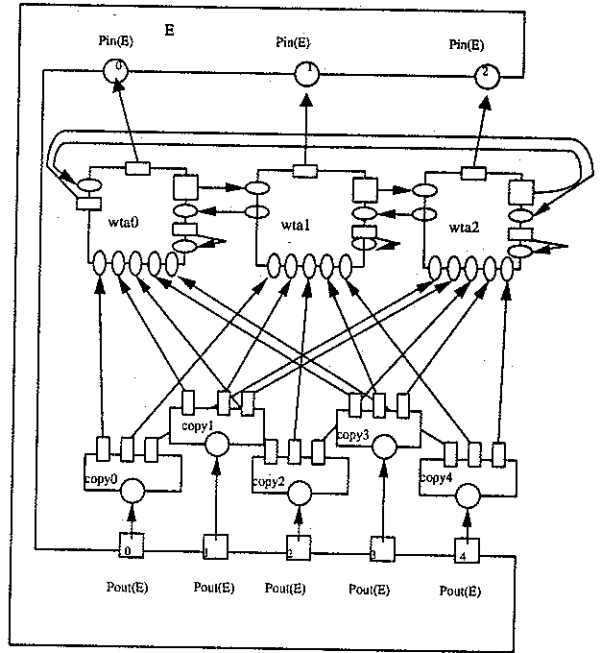 E
Pin(E) Pin(E) Pin(E)
0 1 2
wta0 wta1 wta2
copy1 copy3
copy0 copy2 copy4
0 1 2 3 4
Pout(E) Pout(E) Pout(E) Pout(E) Pout(E)